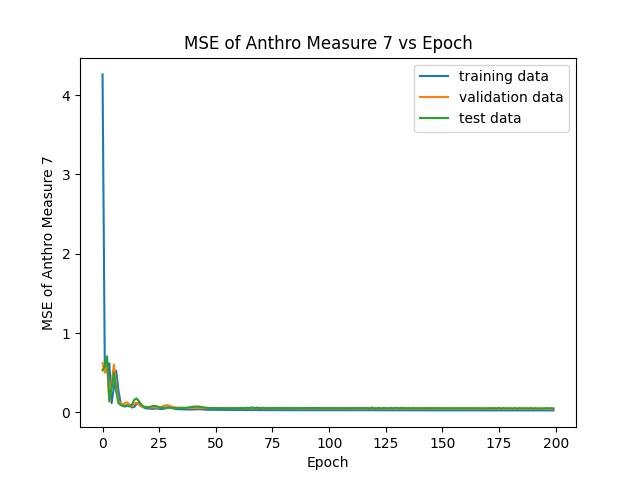 MSE of Anthro Measure 7 vs Epoch
training data
validation data
test data
MSE of Anthro Measure 7
4
3
2
1
0
0 25 50 75 100 125 150 175 200
Epoch